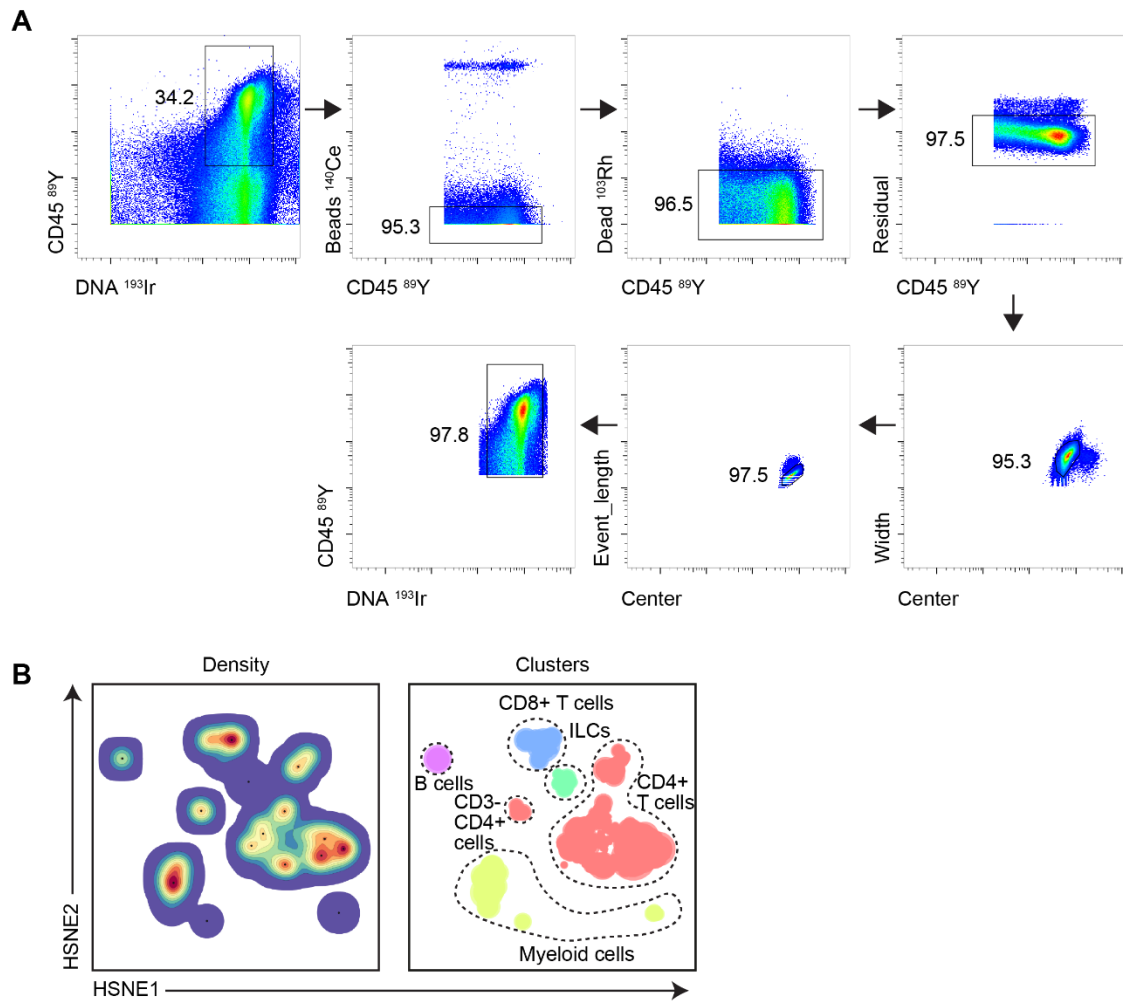 A
34.2
CD45 ⁸⁹Y
DNA ¹⁹³Ir
Beads ¹⁴⁰Ce
95.3
CD45 ⁸⁹Y
Dead ¹⁰³Rh
96.5
CD45 ⁸⁹Y
Residual
97.5
CD45 ⁸⁹Y
CD45 ⁸⁹Y
97.8
DNA ¹⁹³Ir
Event_length
97.5
Center
Width
95.3
Center
B
Density
Clusters
HSNE2
HSNE1
CD8+ T cells
ILCs
B cells
CD4+
T cells
CD3-
CD4+
cells
Myeloid cells